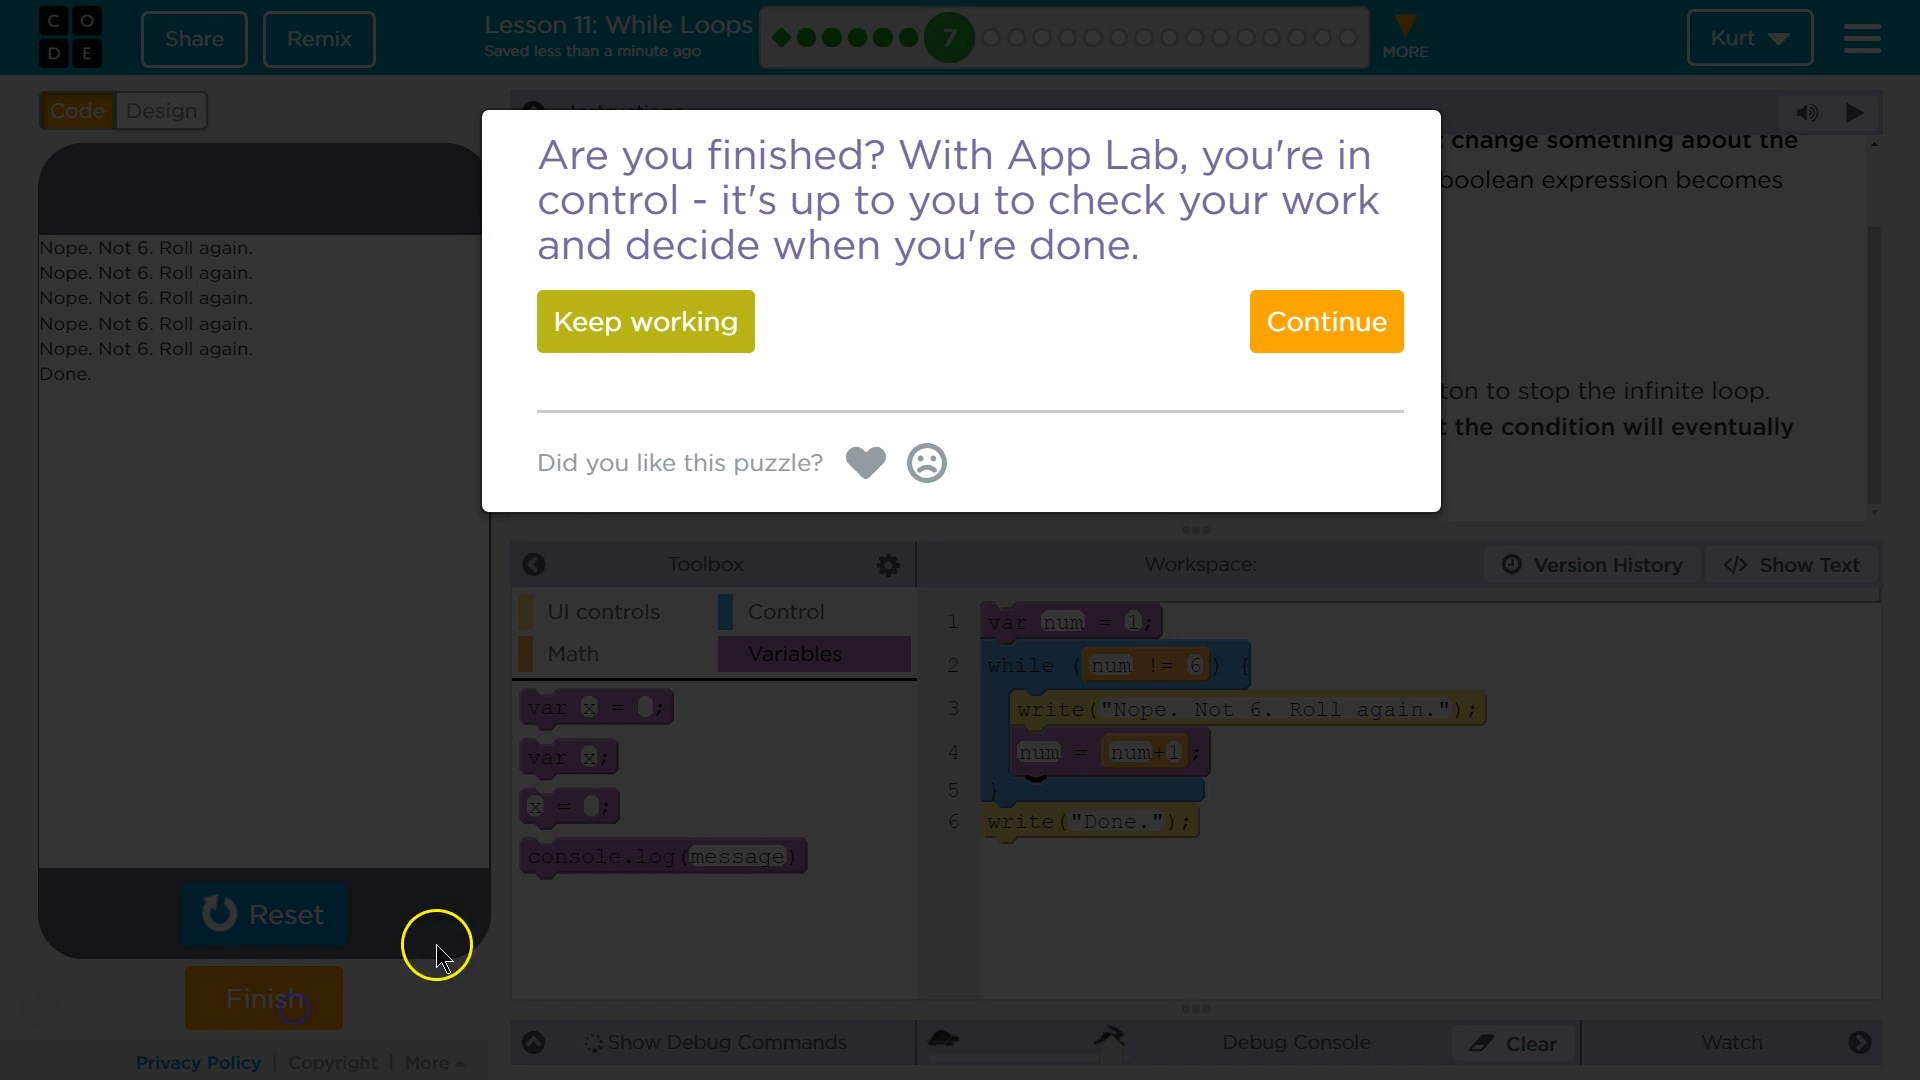 C O
D E
Share
Remix
Lesson 11: While Loops
Saved less than a minute ago
7
MORE
Kurt
Code
Design
Instructions
Are you finished? With App Lab, you're in
control - it's up to you to check your work
and decide when you're done.
Keep working
Continue
Did you like this puzzle?
change something about the
boolean expression becomes
ton to stop the infinite loop.
t the condition will eventually
Nope. Not 6. Roll again.
Nope. Not 6. Roll again.
Nope. Not 6. Roll again.
Nope. Not 6. Roll again.
Nope. Not 6. Roll again.
Done.
Reset
Finish
Privacy Policy | Copyright | More
Toolbox
UI controls
Control
Math
Variables
var x = 0;
var x;
x = 0;
console.log(message)
Workspace:
Version History
</> Show Text
1 var num = 1;
2 while (num != 6) {
3 write("Nope. Not 6. Roll again.");
4 num = num+1;
5 }
6 write("Done.");
Show Debug Commands
Debug Console
Clear
Watch